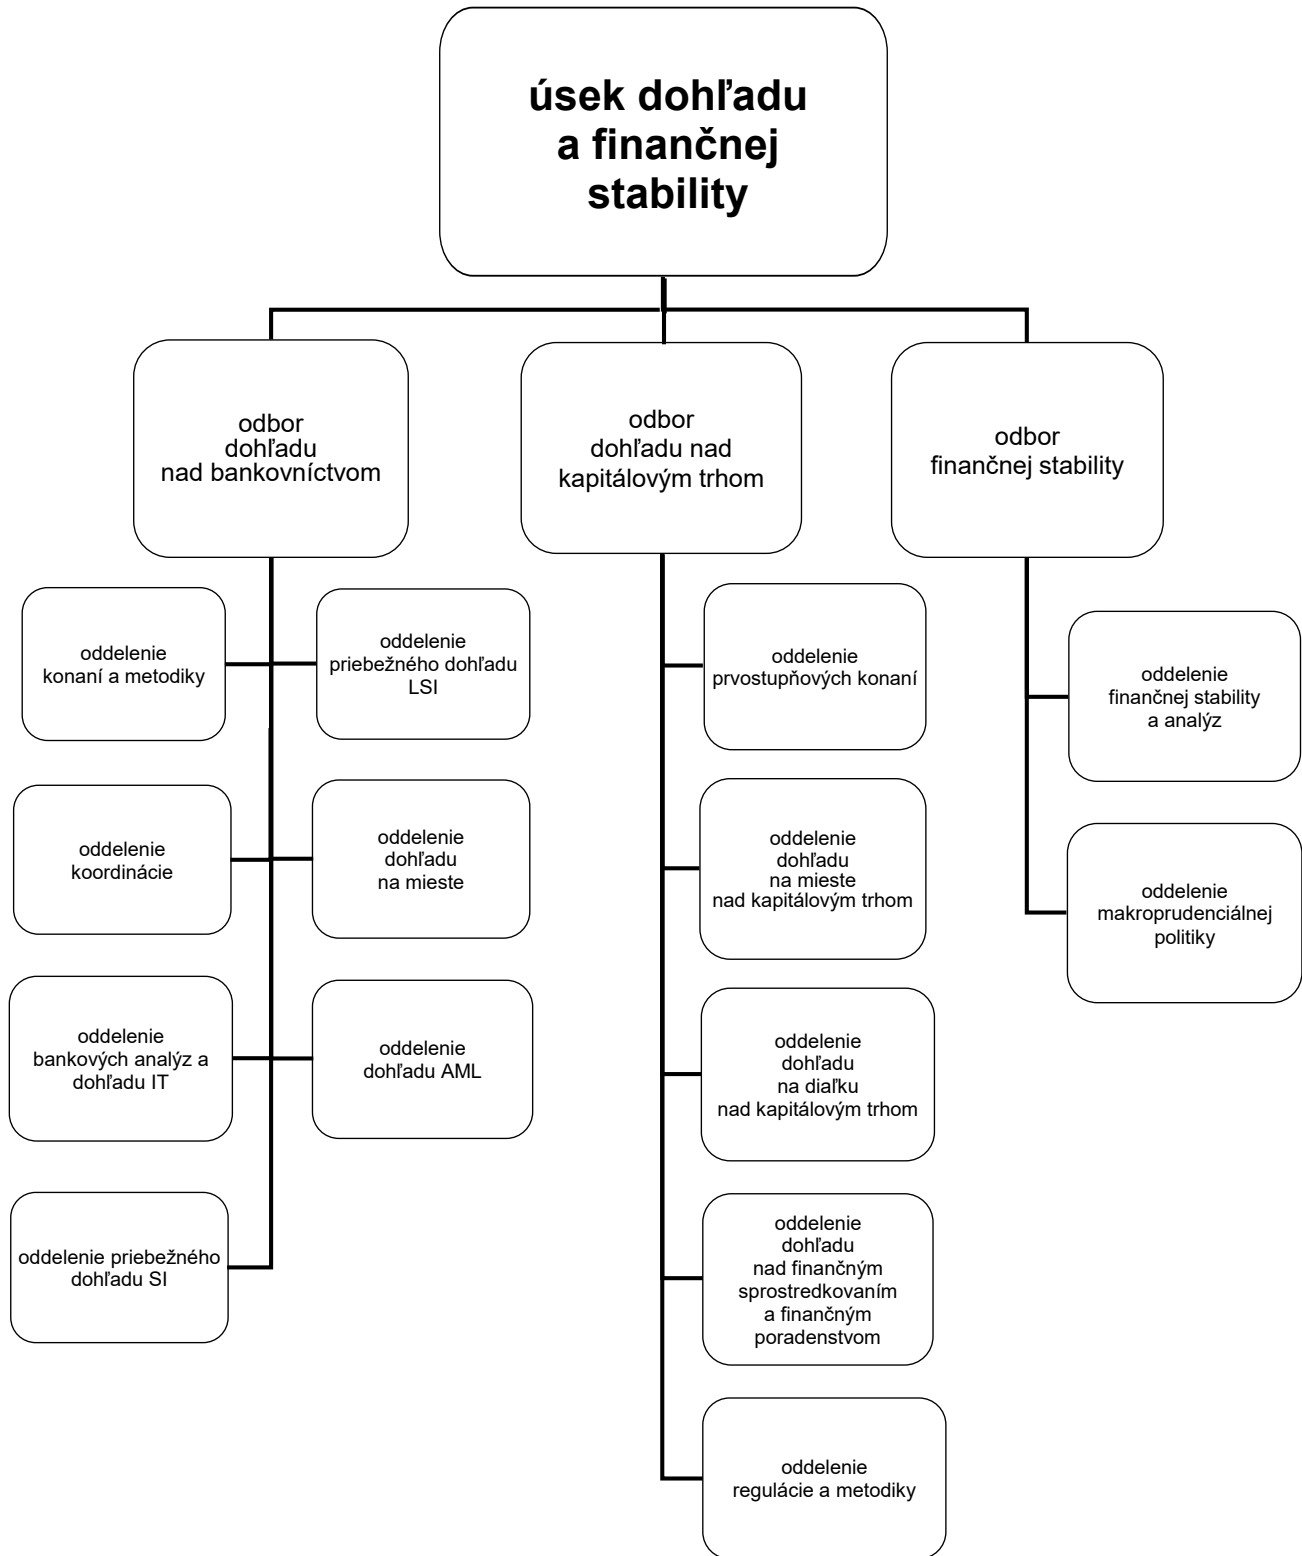 úsek dohľadu
a finančnej
stability
odbor
dohľadu
nad bankovníctvom
odbor
dohľadu nad
kapitálovým trhom
odbor
finančnej stability
oddelenie
konaní a metodiky
oddelenie
priebežného dohľadu
LSI
oddelenie
koordinácie
oddelenie
dohľadu
na mieste
oddelenie
bankových analýz a
dohľadu IT
oddelenie
dohľadu AML
oddelenie priebežného
dohľadu SI
oddelenie
prvostupňových konaní
oddelenie
dohľadu
na mieste
nad kapitálovým trhom
oddelenie
dohľadu
na diaľku
nad kapitálovým trhom
oddelenie
dohľadu
nad finančným
sprostredkovaním
a finančným
poradenstvom
oddelenie
regulácie a metodiky
oddelenie
finančnej stability
a analýz
oddelenie
makroprudenciálnej
politiky